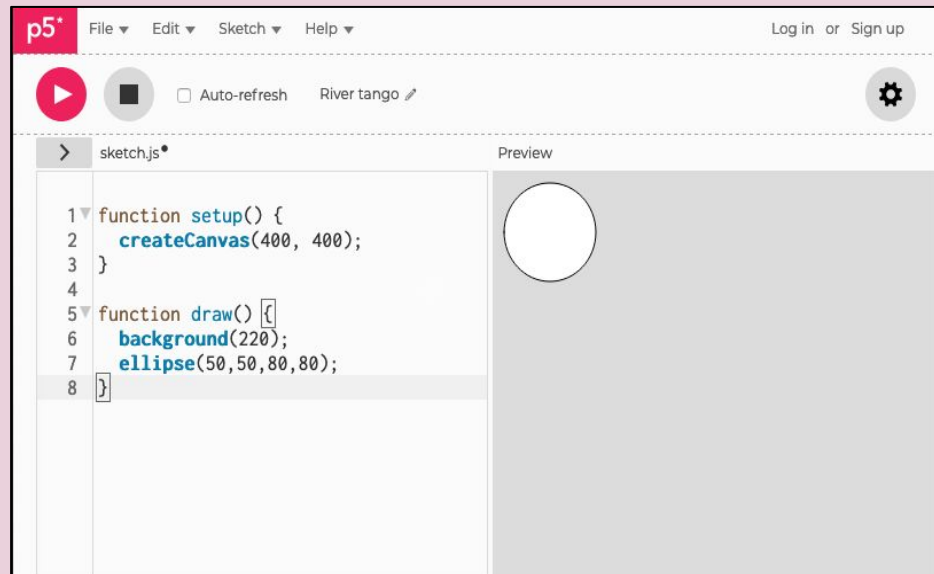 p5* File Edit Sketch Help Log in or Sign up
Auto-refresh River tango
sketch.js Preview
1 function setup() {
2 createCanvas(400, 400);
3 }
4
5 function draw() {
6 background(220);
7 ellipse(50,50,80,80);
8 }